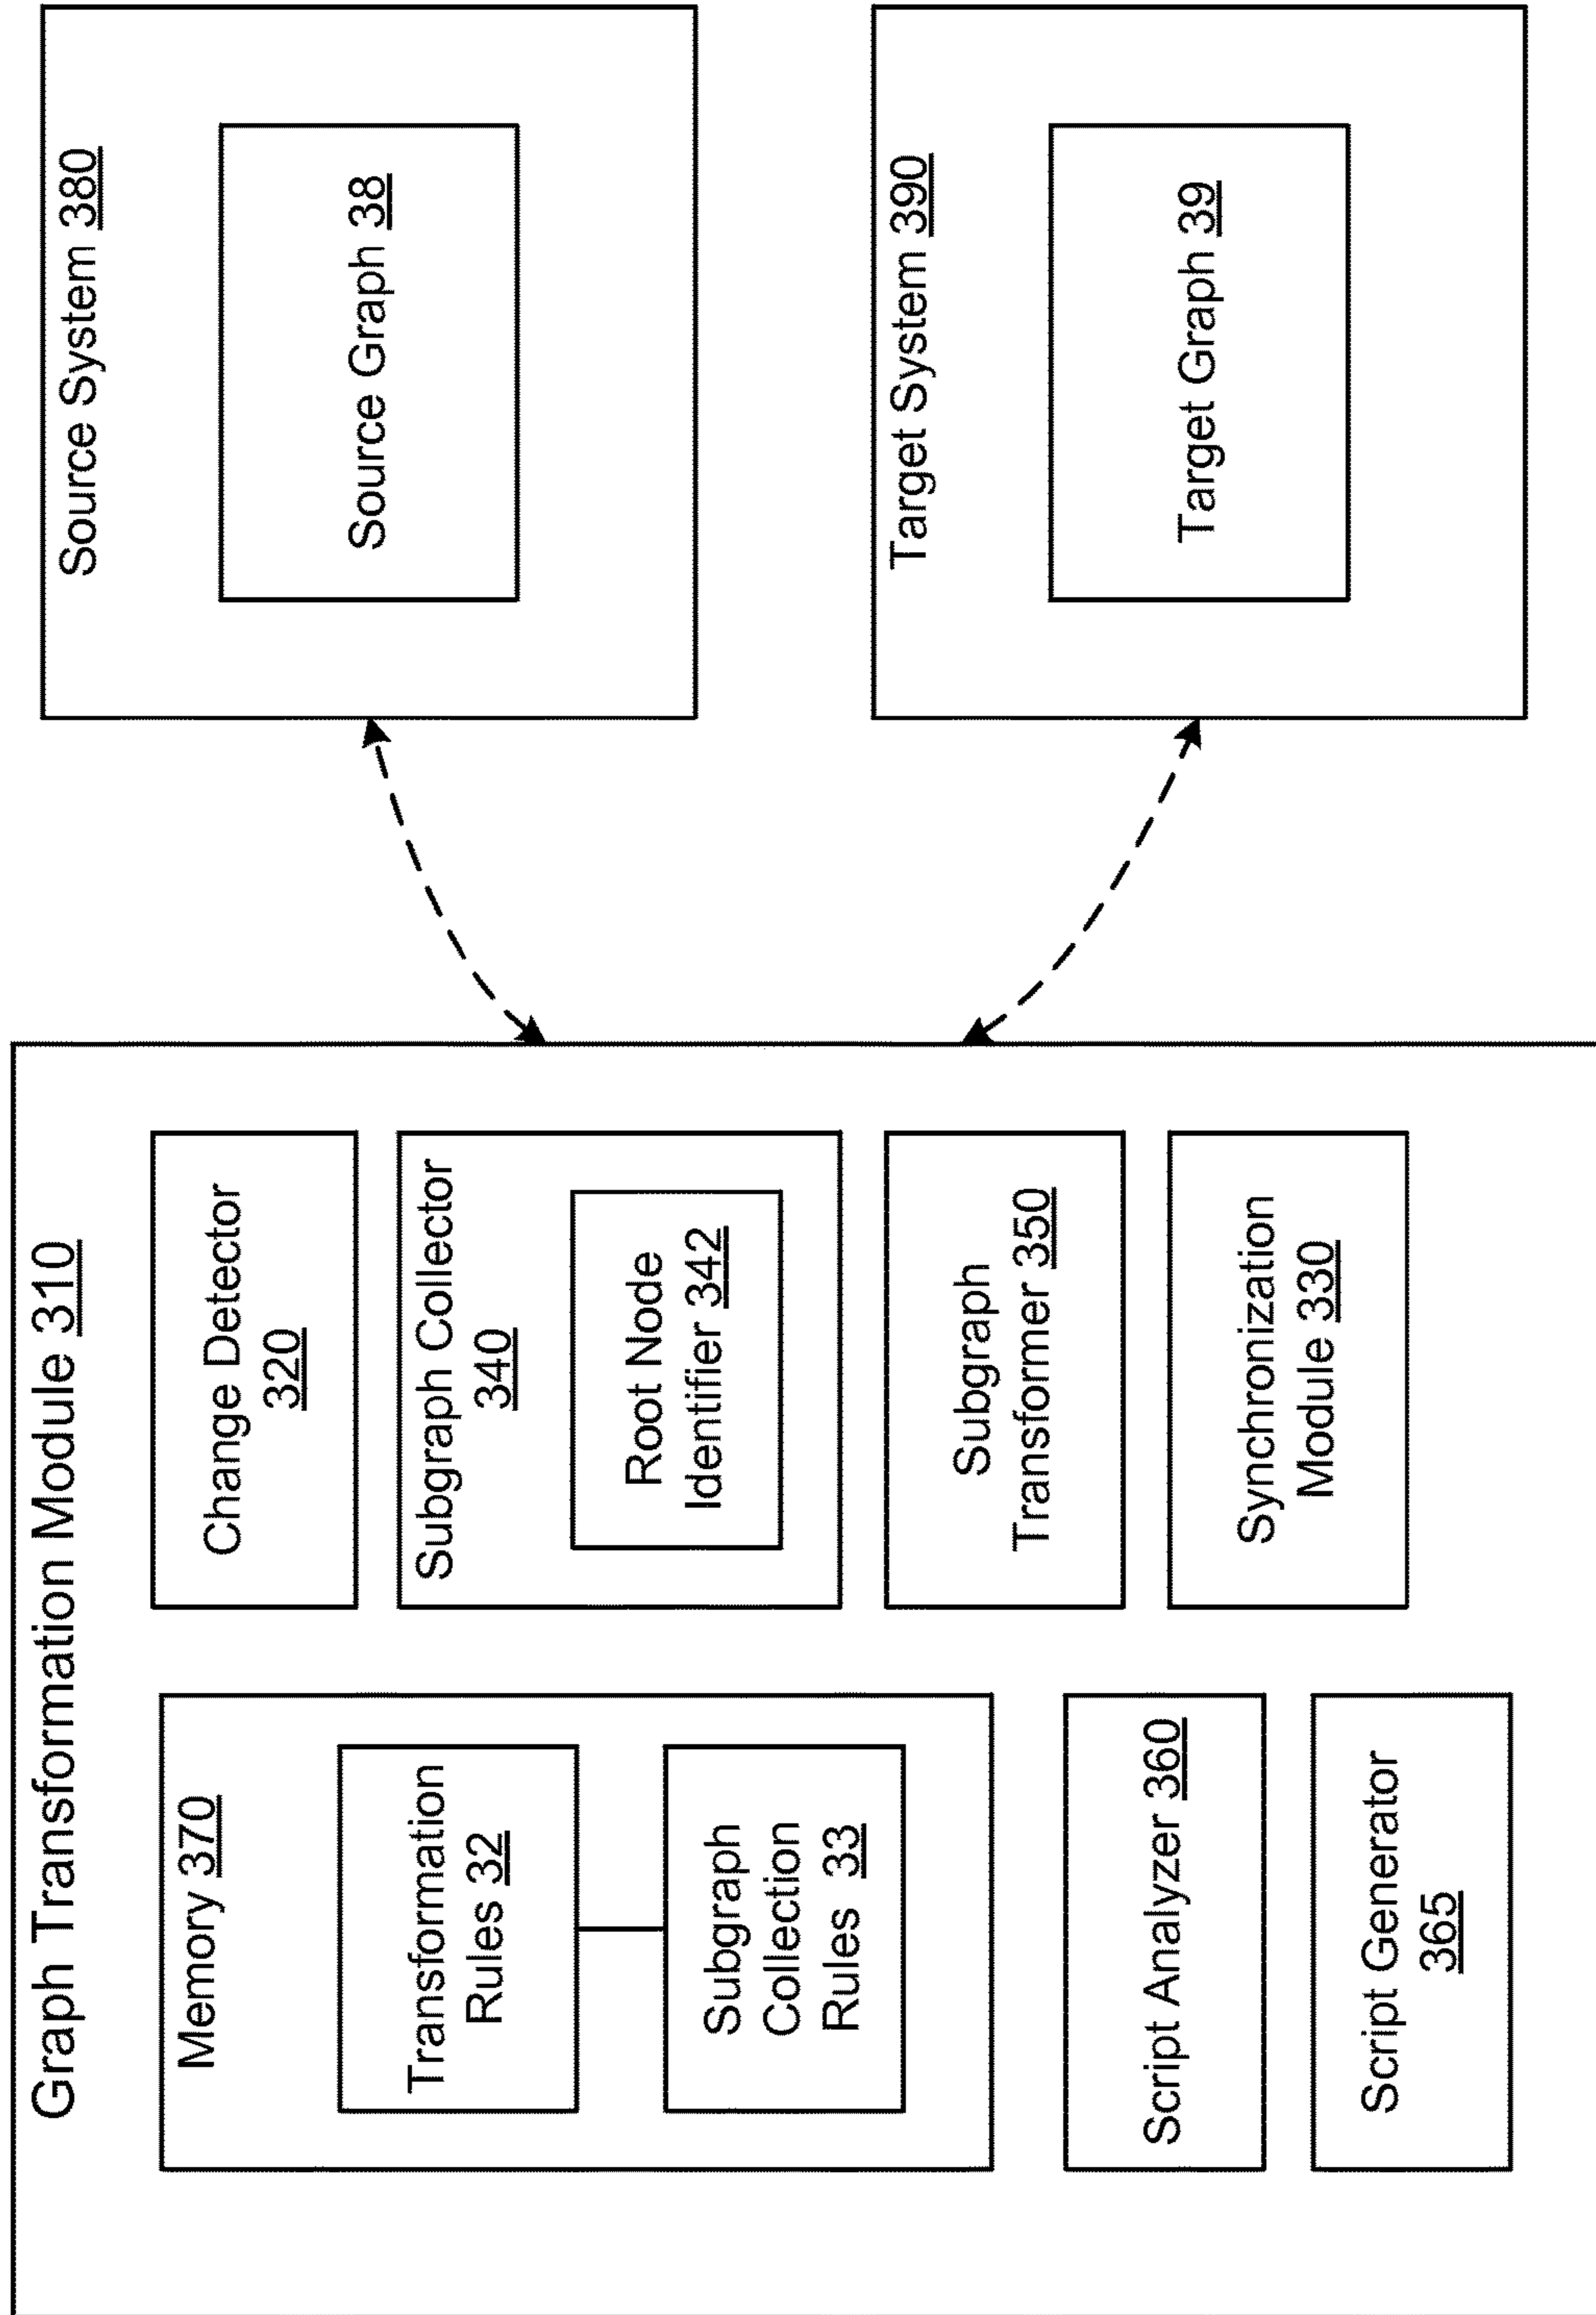 Graph Transformation Module 310
Memory 370
Transformation
Rules 32
Subgraph
Collection
Rules 33
Script Analyzer 360
Script Generator
365
Change Detector
320
Subgraph Collector
340
Root Node
Identifier 342
Subgraph
Transformer 350
Synchronization
Module 330
Source System 380
Source Graph 38
Target System 390
Target Graph 39